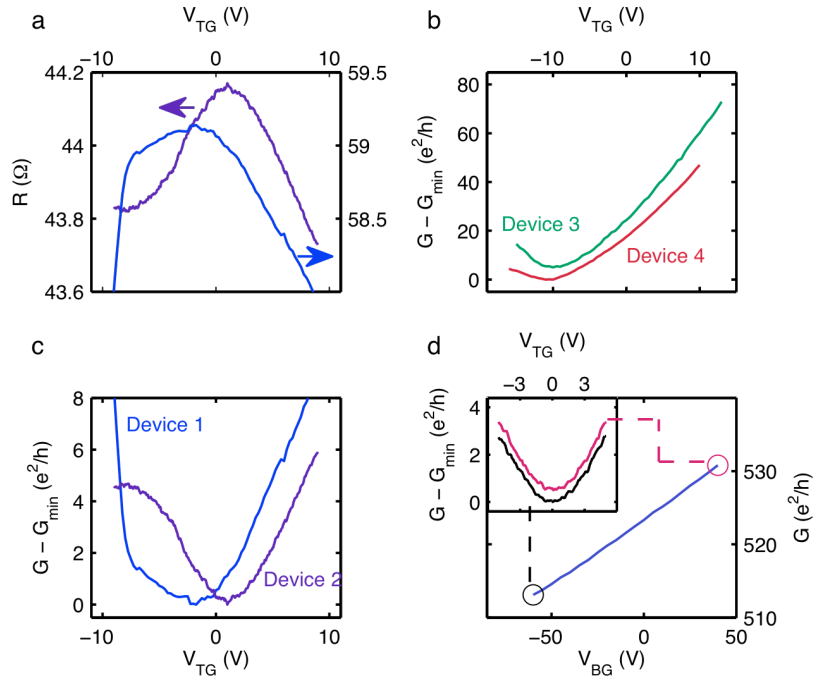 a
V_TG (V)
−10 0 10
44.2
44
43.8
43.6
R (Ω)
59.5
59
58.5
b
V_TG (V)
−10 0 10
80
60
40
20
0
G − G_min (e²/h)
Device 3
Device 4
c
8
6
4
2
0
G − G_min (e²/h)
Device 1
Device 2
−10 0 10
V_TG (V)
d
V_TG (V)
−3 0 3
4
2
0
G − G_min (e²/h)
530
520
510
G (e²/h)
−50 0 50
V_BG (V)